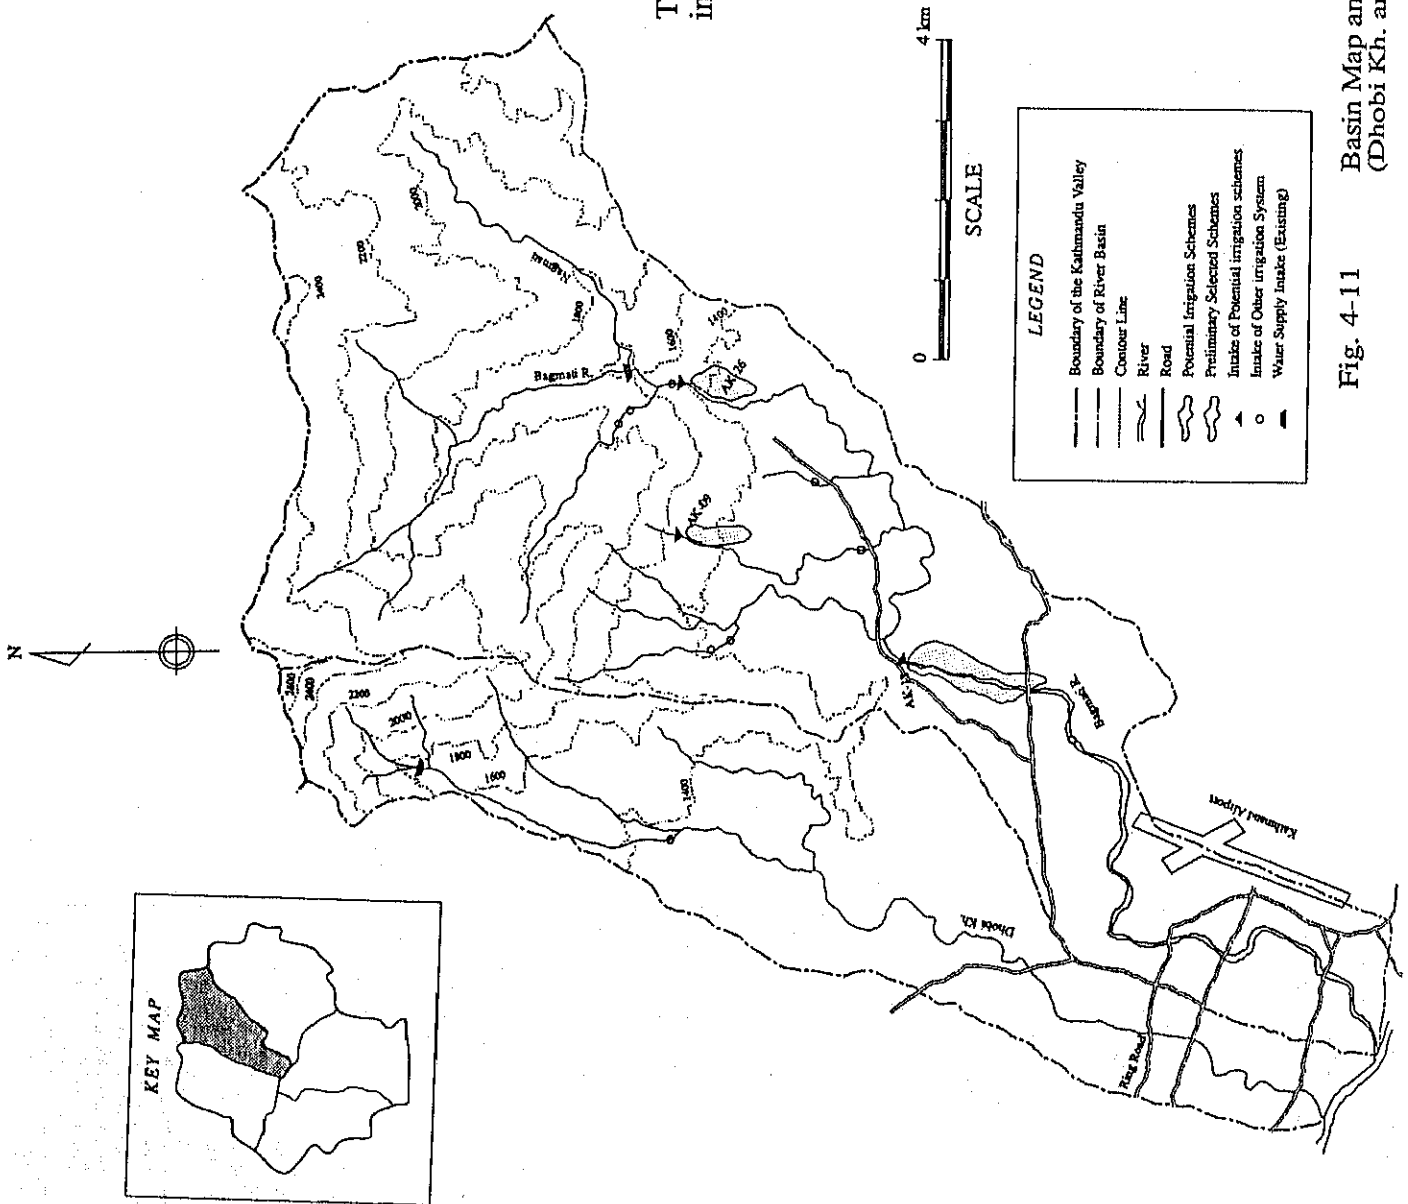 N
KEY MAP
2400
2400
2200
2000
1800
1600
1400
2400
2200
2000
Nagmati
1800
Bagmati R.
1600
1400
AK-26
AK-09
Bagmati R.
Dhobi Kh.
Kathmandu Airport
Ring Road
0
4 km
SCALE
LEGEND
Boundary of the Kathmandu Valley
Boundary of River Basin
Contour Line
River
Road
Potential Irrigation Schemes
Preliminary Selected Schemes
Intake of Potential irrigation schemes
Intake of Other irrigation System
Water Supply Intake (Existing)
Fig. 4-11
Basin Map an
(Dhobi Kh. a
T
in